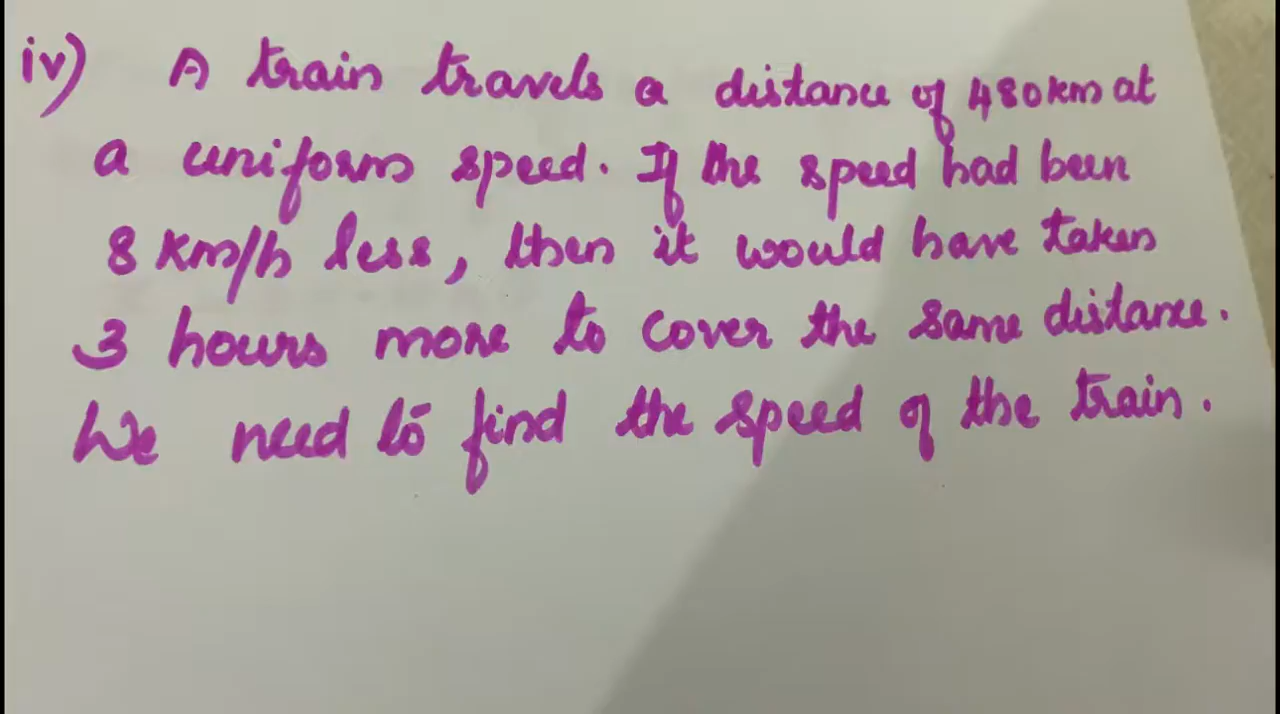 iv) A train travels a distance of 480km at
a uniform speed. If the speed had been
8 km/h less, then it would have taken
3 hours more to cover the same distance.
We need to find the speed of the train.